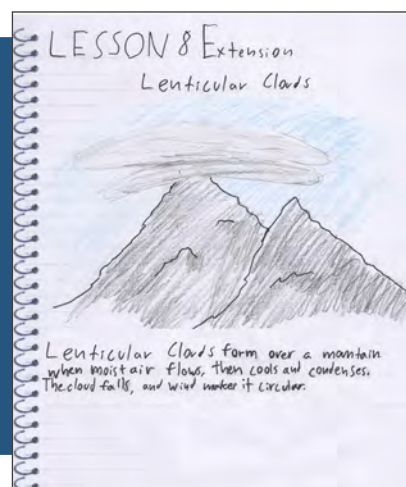 LESSON 8 Extension
Lenticular Clouds
Lenticular Clouds form over a mantain
when moist air flows, then cools and condenses.
The cloud falls, and wind makes it circular.